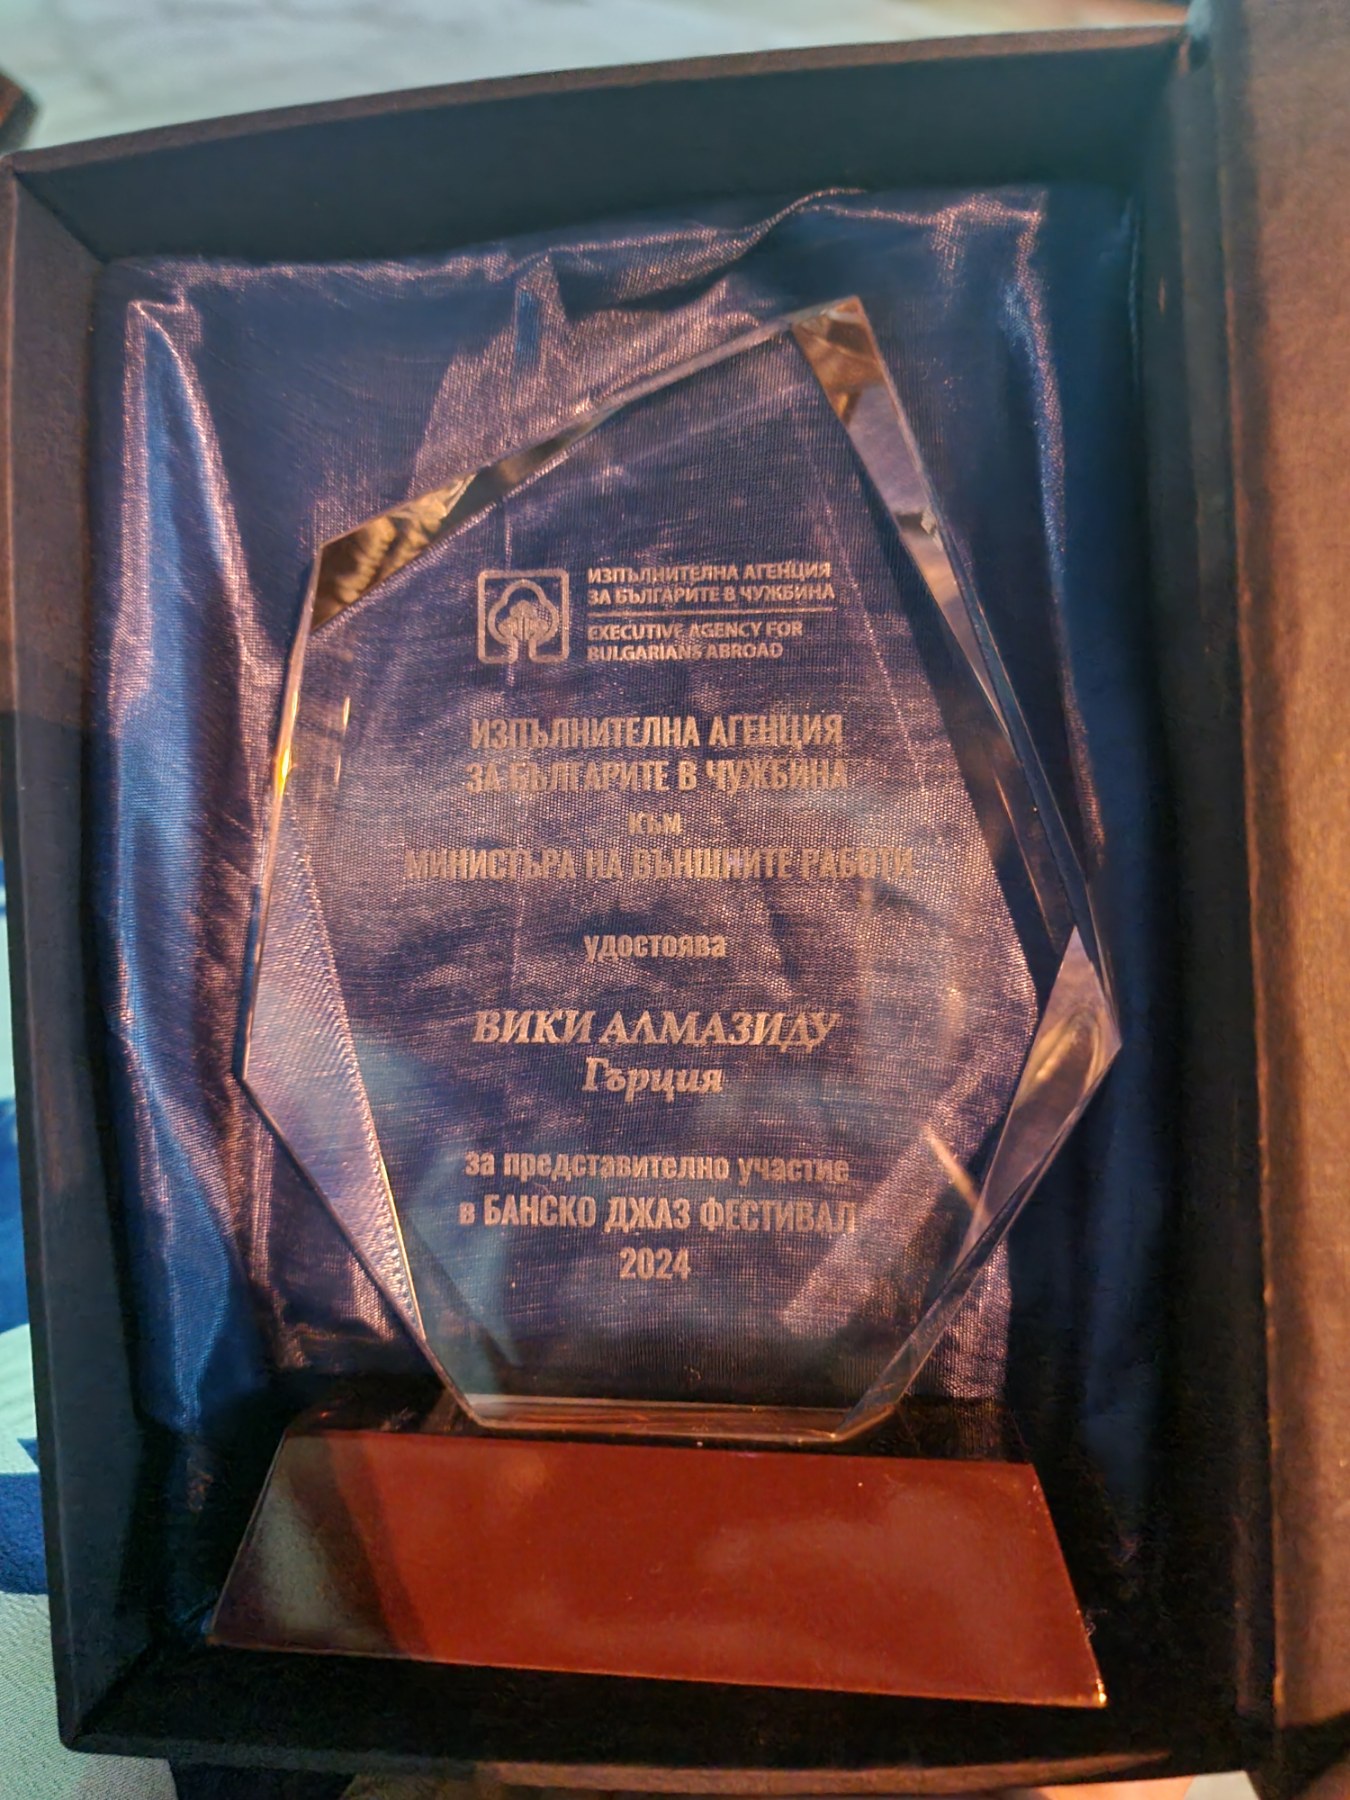 ИЗПЪЛНИТЕЛНА АГЕНЦИЯ
ЗА БЪЛГАРИТЕ В ЧУЖБИНА
EXECUTIVE AGENCY FOR
BULGARIANS ABROAD
ИЗПЪЛНИТЕЛНА АГЕНЦИЯ
ЗА БЪЛГАРИТЕ В ЧУЖБИНА
към
МИНИСТЪРА НА ВЪНШНИТЕ РАБОТИ
удостоява
ВИКИ АЛМАЗИДУ
Гърция
за представително участие
в БАНСКО ДЖАЗ ФЕСТИВАЛ
2024